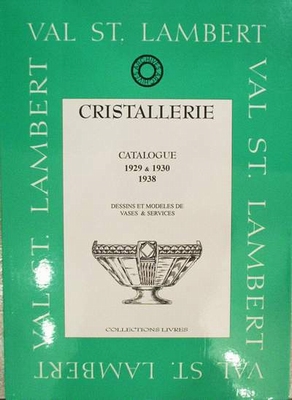 VAL ST. LAMBERT
VAL ST. LAMBERT
VAL ST. LAMBERT
CRISTALLERIE
CATALOGUE
1929 & 1930
1938
DESSINS ET MODELES DE
VASES & SERVICES
COLLECTIONS LIVRES
VAL ST. LAMBERT